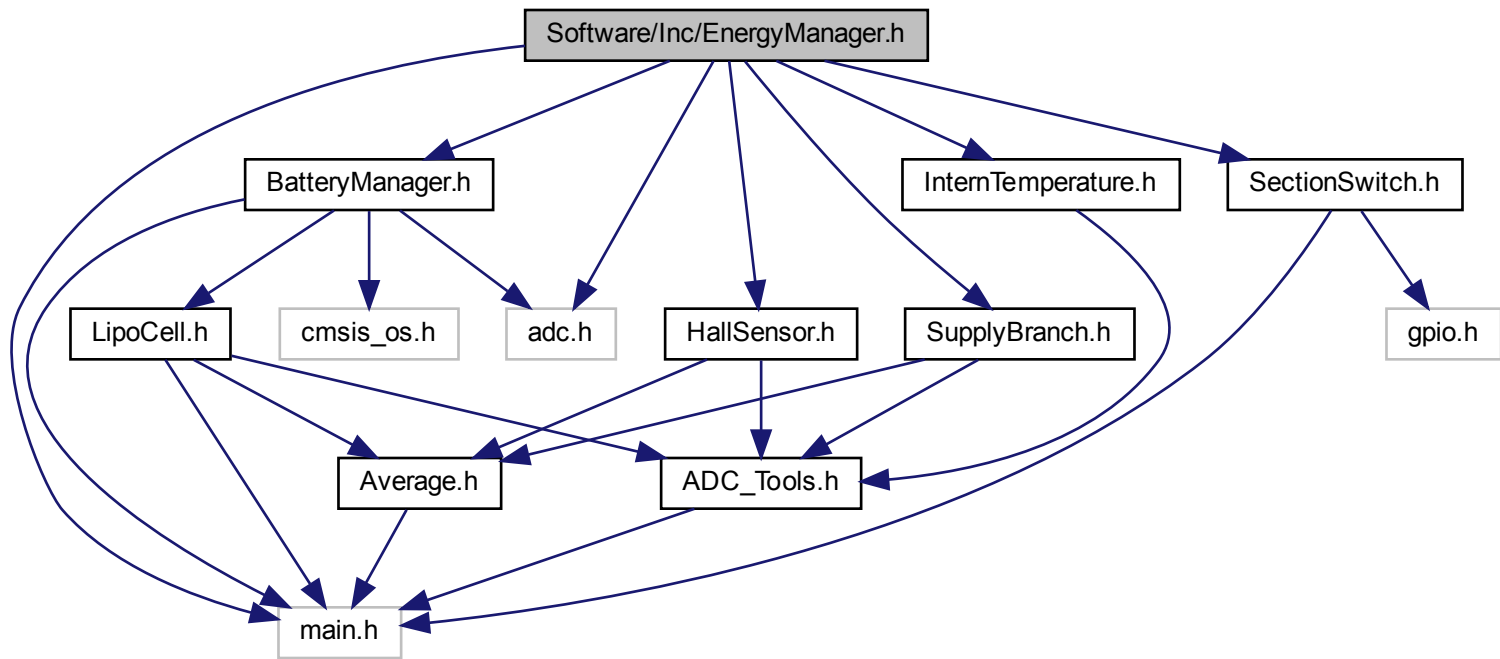 Software/Inc/EnergyManager.h
BatteryManager.h
InternTemperature.h
SectionSwitch.h
LipoCell.h
cmsis_os.h
adc.h
HallSensor.h
SupplyBranch.h
gpio.h
Average.h
ADC_Tools.h
main.h